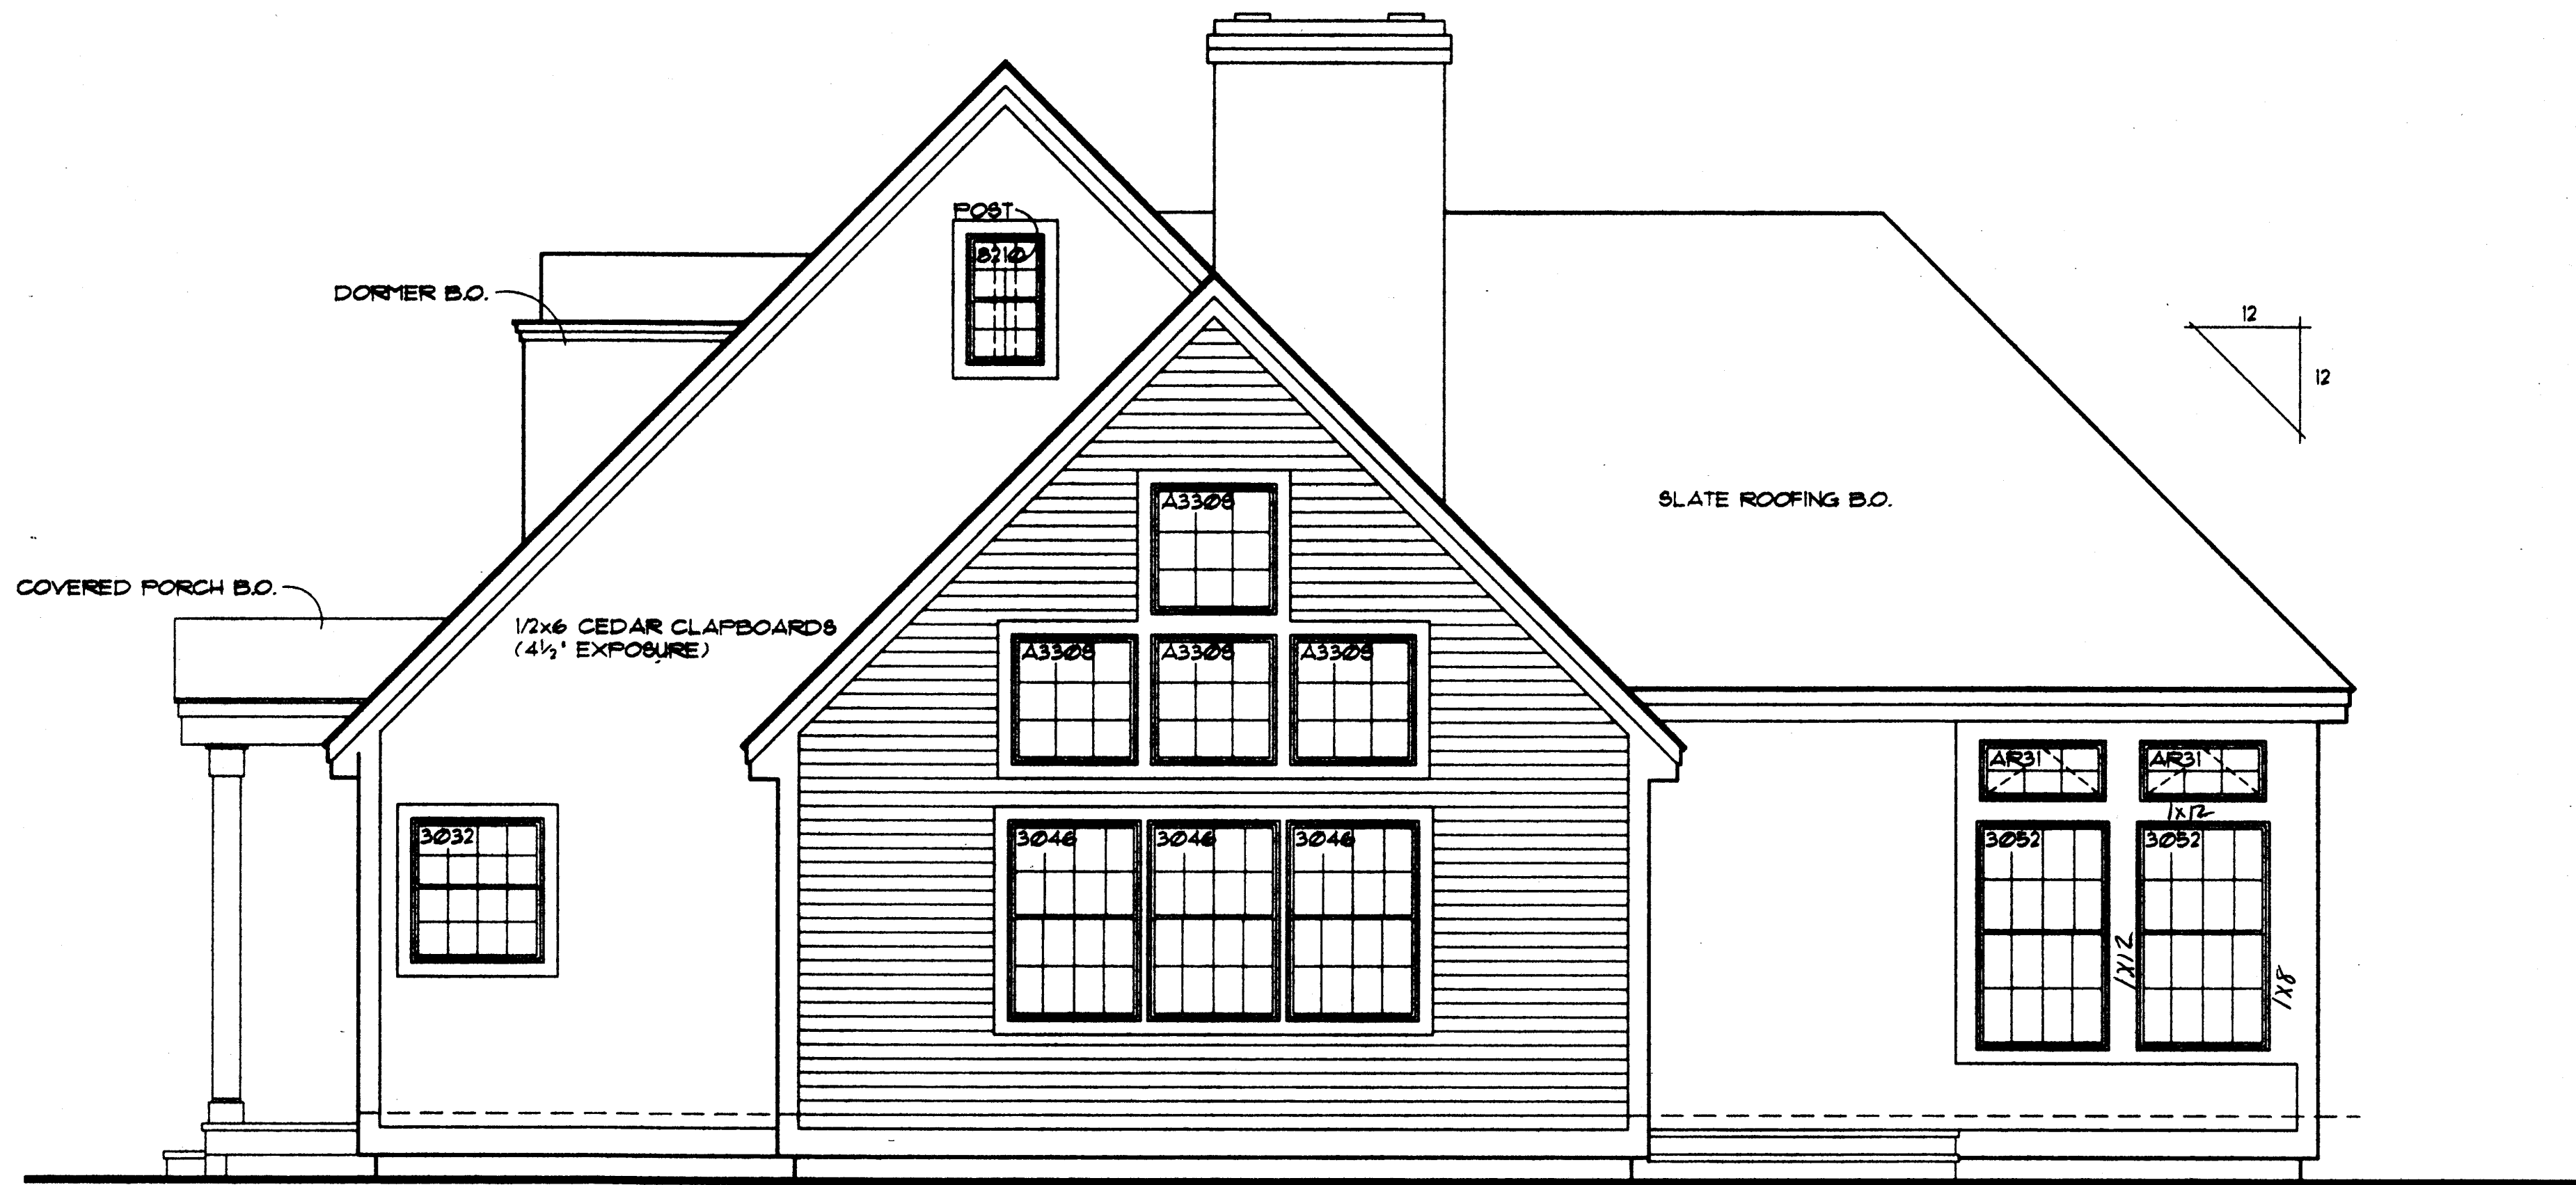 POST
8210
DORMER B.O.
12
12
SLATE ROOFING B.O.
A3308
COVERED PORCH B.O.
1/2x6 CEDAR CLAPBOARDS
(4½" EXPOSURE)
A3308 A3308 A3308
AR31 AR31
1x12
3032
3046 3046 3046
3052 3052
1x12
1x8